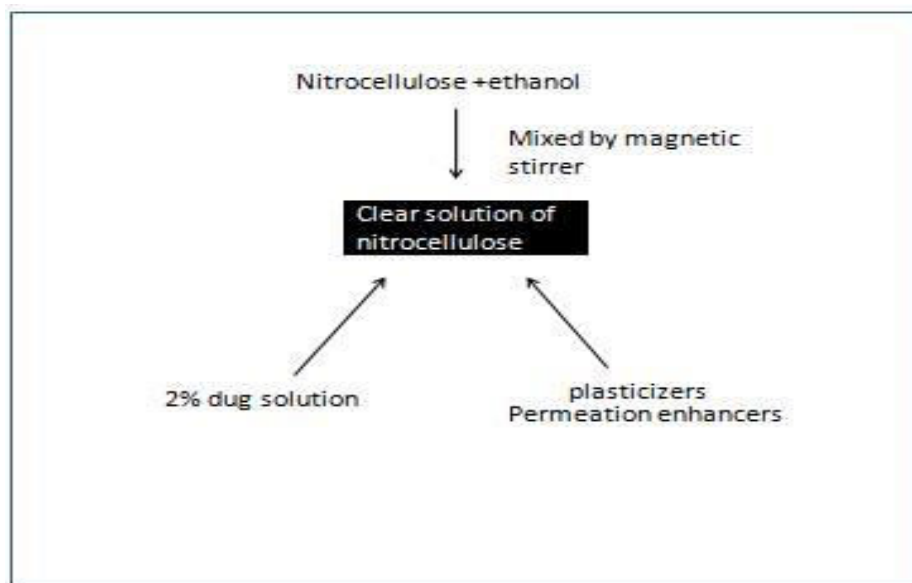 Nitrocellulose +ethanol
Mixed by magnetic
stirrer
Clear solution of
nitrocellulose
2% dug solution
plasticizers
Permeation enhancers